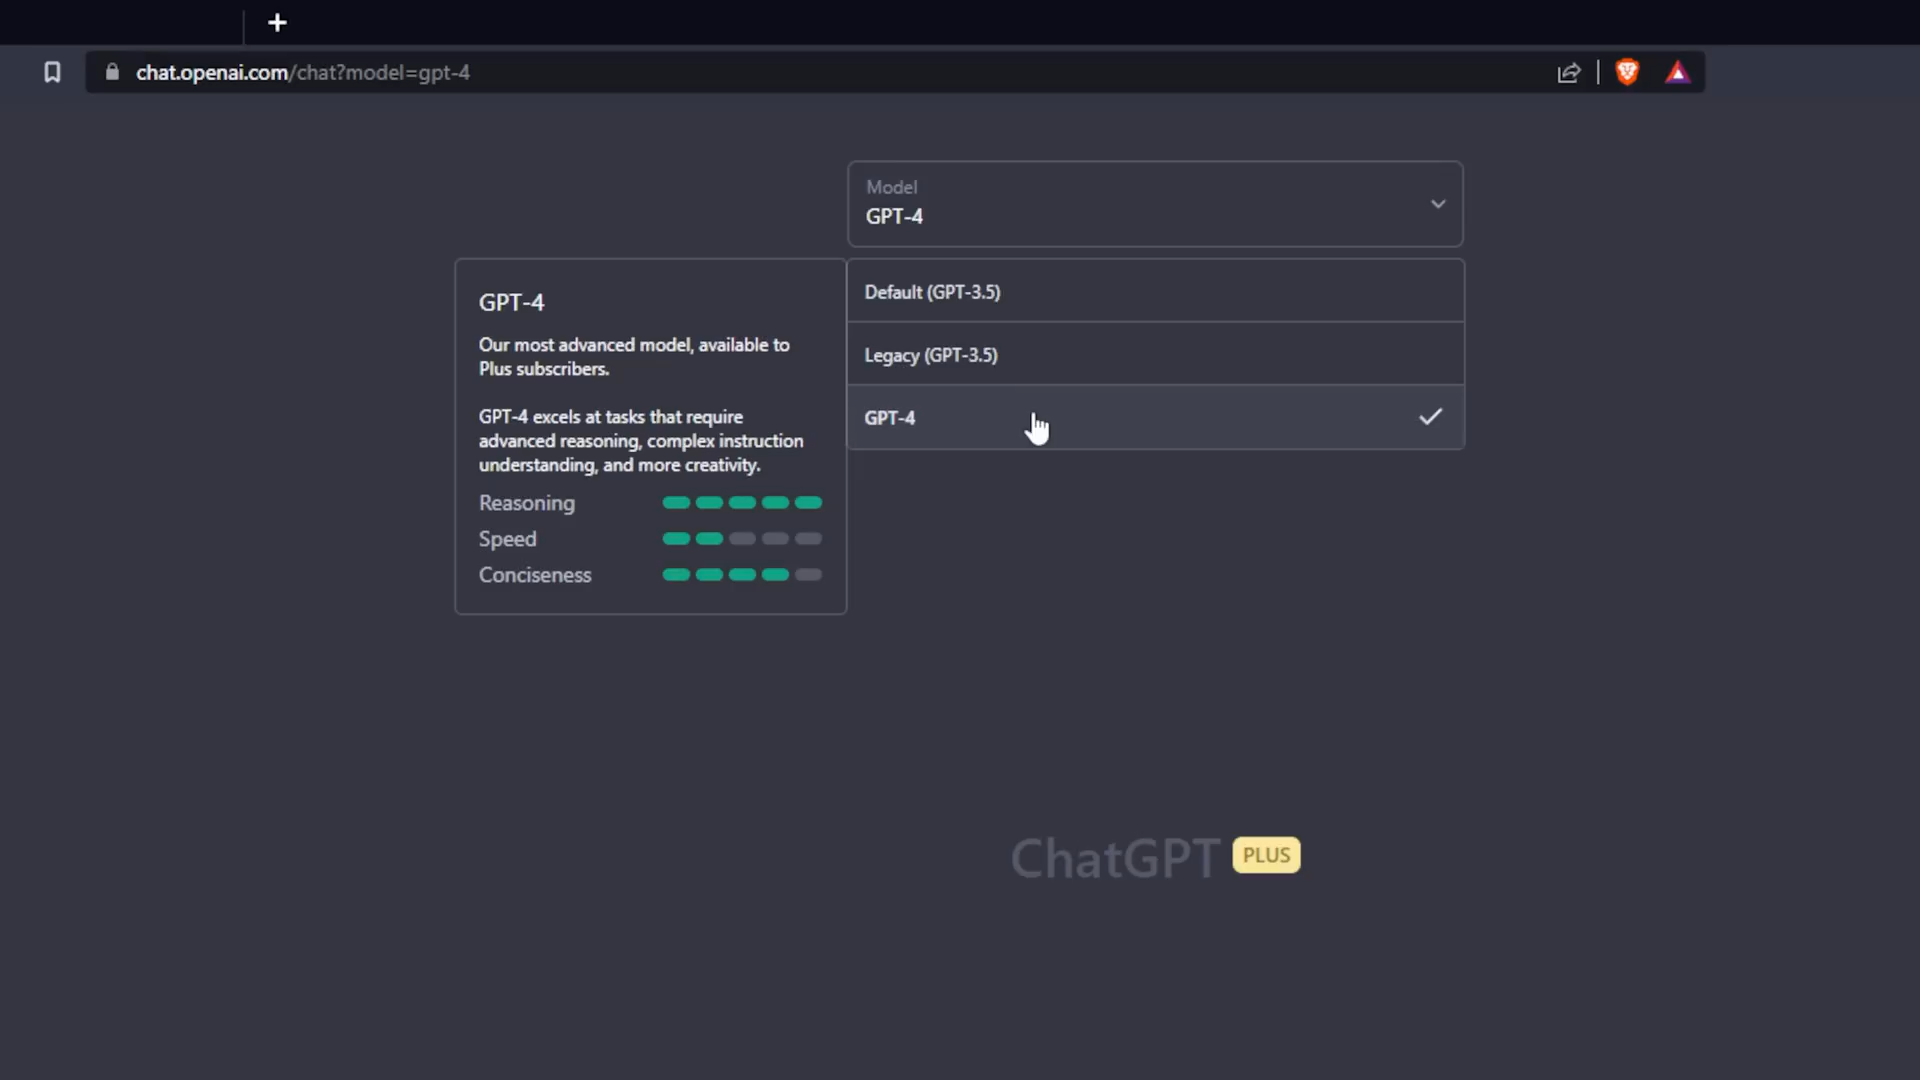 chat.openai.com/chat?model=gpt-4
Model
GPT-4
Default (GPT-3.5)
Legacy (GPT-3.5)
GPT-4
GPT-4
Our most advanced model, available to
Plus subscribers.
GPT-4 excels at tasks that require
advanced reasoning, complex instruction
understanding, and more creativity.
Reasoning
Speed
Conciseness
ChatGPT PLUS